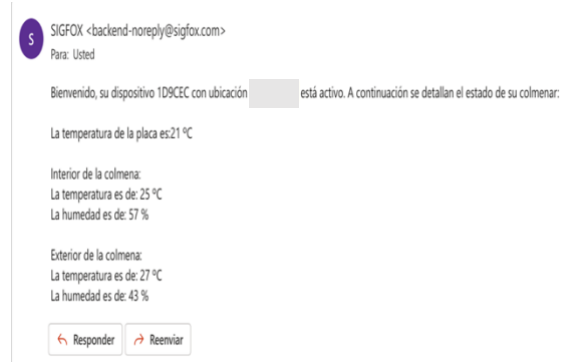 S
SIGFOX <backend-noreply@sigfox.com>
Para: Usted
Bienvenido, su dispositivo 1D9CEC con ubicación está activo. A continuación se detallan el estado de su colmenar:
La temperatura de la placa es:21 ºC
Interior de la colmena:
La temperatura es de: 25 ºC
La humedad es de: 57 %
Exterior de la colmena:
La temperatura es de: 27 ºC
La humedad es de: 43 %
Responder Reenviar